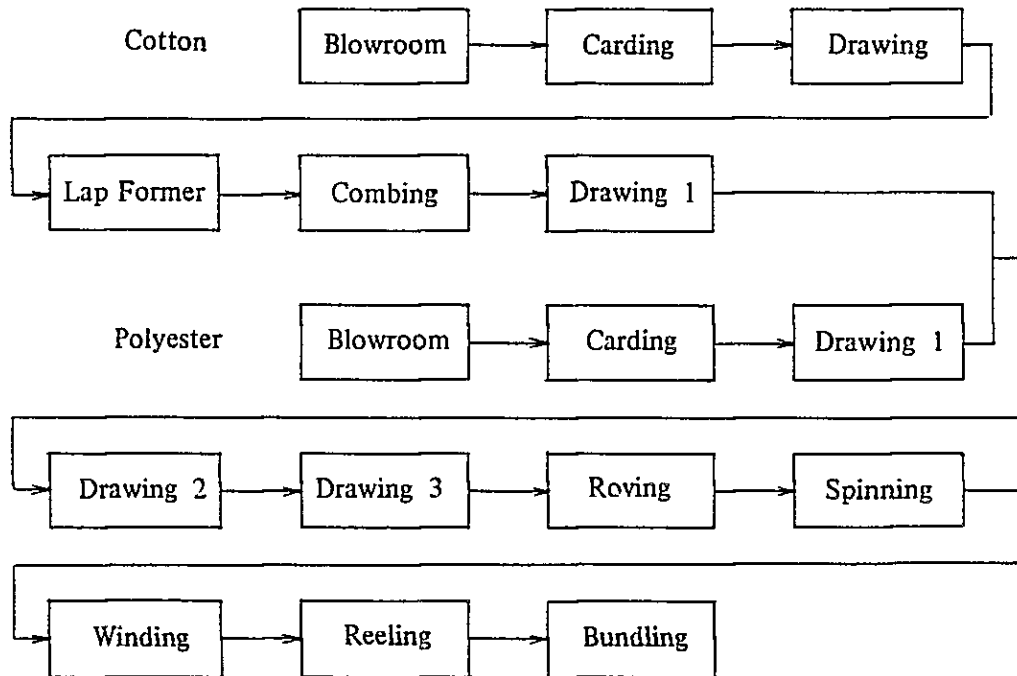 Cotton Blowroom Carding Drawing
Lap Former Combing Drawing 1
Polyester Blowroom Carding Drawing 1
Drawing 2 Drawing 3 Roving Spinning
Winding Reeling Bundling